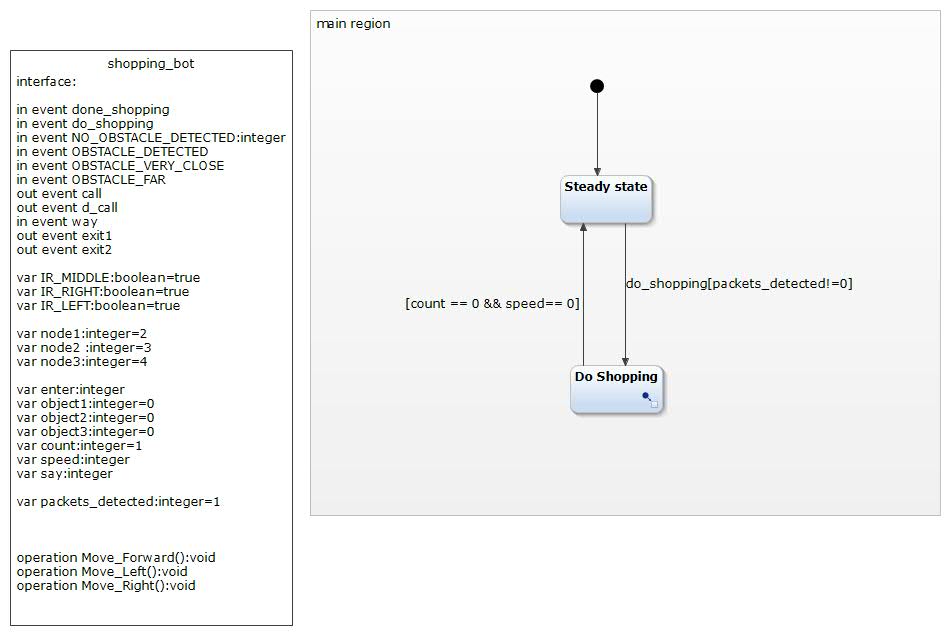 shopping_bot
interface:
in event done_shopping
in event do_shopping
in event NO_OBSTACLE_DETECTED:integer
in event OBSTACLE_DETECTED
in event OBSTACLE_VERY_CLOSE
in event OBSTACLE_FAR
out event call
out event d_call
in event way
out event exit1
out event exit2
var IR_MIDDLE:boolean=true
var IR_RIGHT:boolean=true
var IR_LEFT:boolean=true
var node1:integer=2
var node2 :integer=3
var node3:integer=4
var enter:integer
var object1:integer=0
var object2:integer=0
var object3:integer=0
var count:integer=1
var speed:integer
var say:integer
var packets_detected:integer=1
operation Move_Forward():void
operation Move_Left():void
operation Move_Right():void
main region
Steady state
do_shopping[packets_detected!=0]
[count == 0 && speed== 0]
Do Shopping